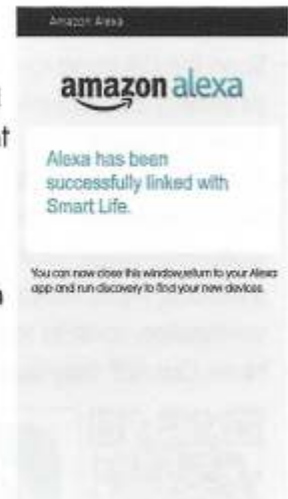 Amazon Alexa
amazon alexa
Alexa has been
successfully linked with
Smart Life.
You can now close this window,return to your Alexa
app and run discovery to find your new devices.